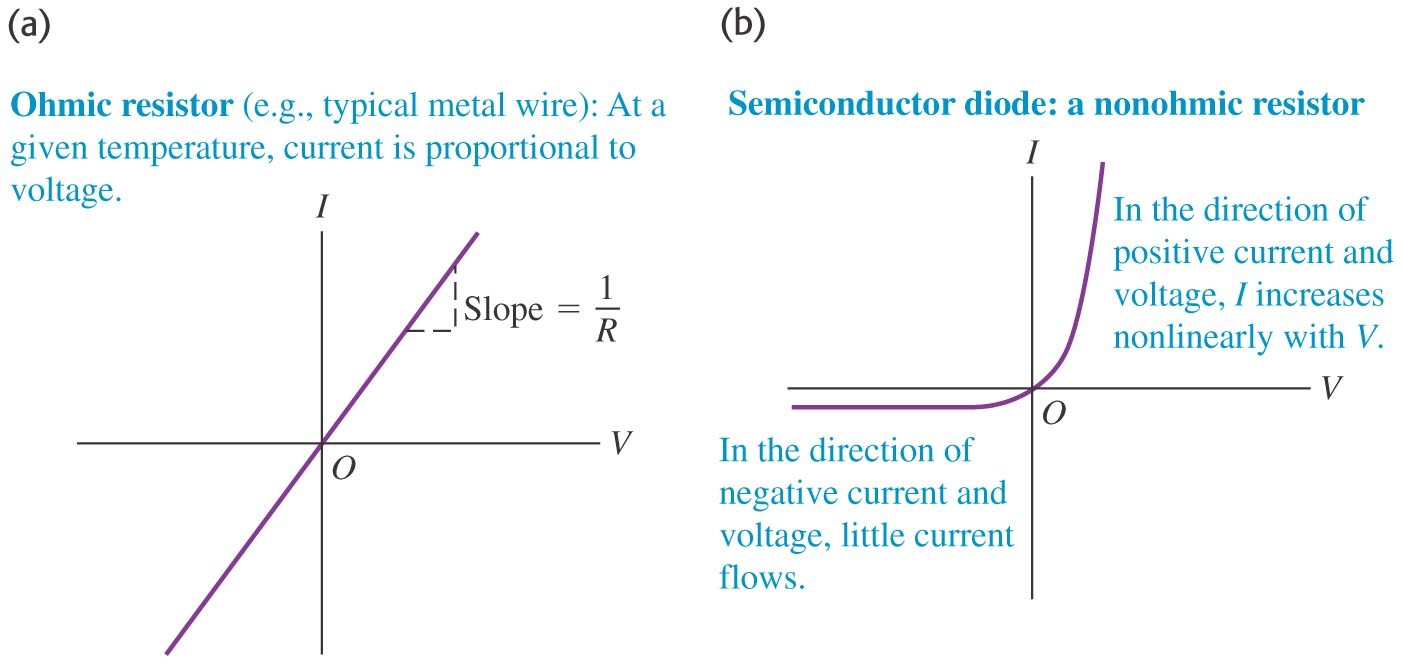 (a)
Ohmic resistor (e.g., typical metal wire): At a
given temperature, current is proportional to
voltage.
I
Slope = 1/R
V
O
(b)
Semiconductor diode: a nonohmic resistor
I
In the direction of
positive current and
voltage, I increases
nonlinearly with V.
V
O
In the direction of
negative current and
voltage, little current
flows.